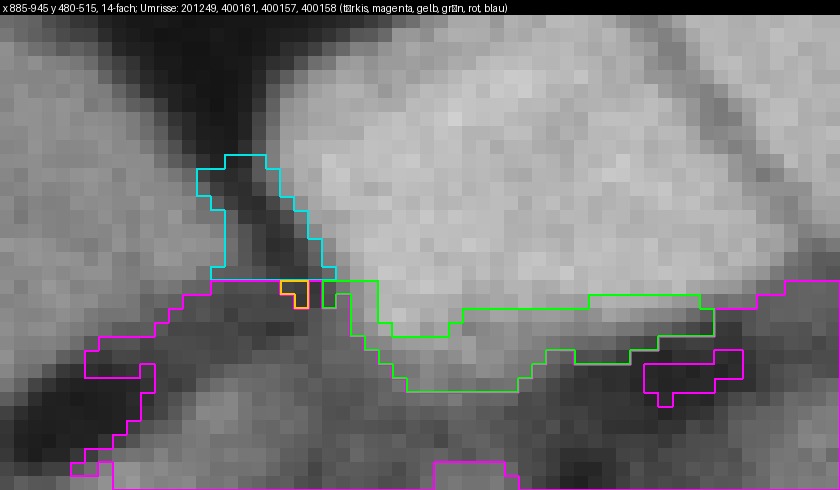 x 885-945 y 480-515, 14-fach; Umrisse: 201249, 400161, 400157, 400158 (t▯rkis, magenta, gelb, gr▯n, rot, blau)